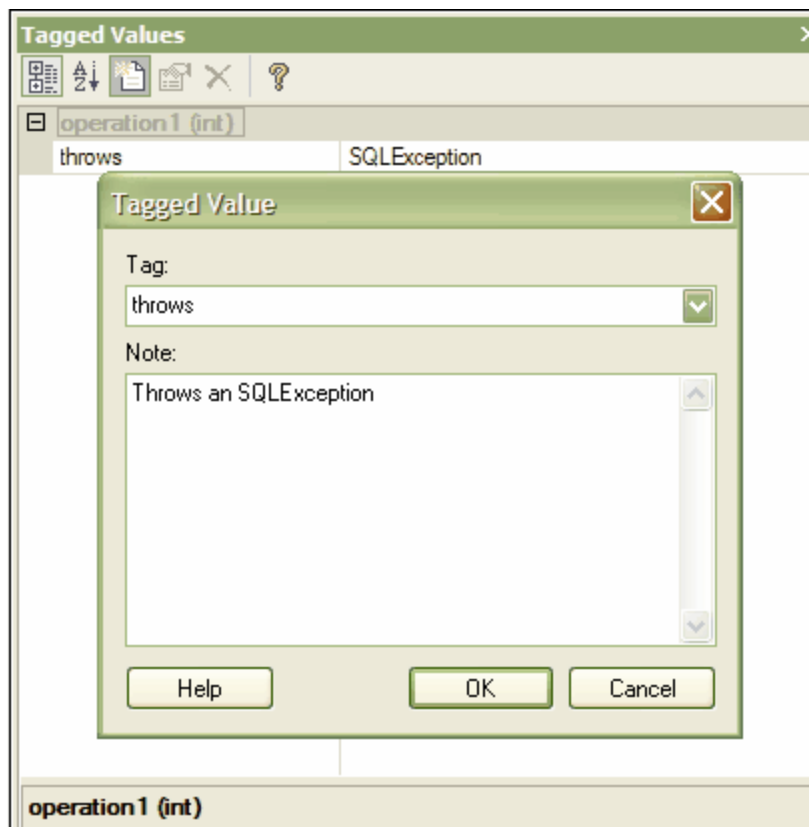 Tagged Values
operation1 (int)
throws SQLException
Tagged Value
Tag:
throws
Note:
Throws an SQLException
Help OK Cancel
operation1 (int)